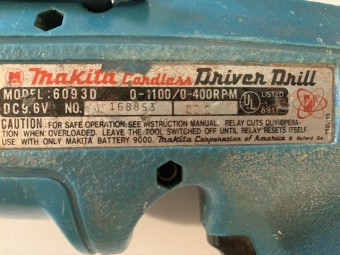 Makita Cordless Driver Drill
MODEL:6093D 0-1100/0-400RPM
DC9.6V NO. 168853 UL LISTED
CAUTION: FOR SAFE OPERATION SEE INSTRUCTION MANUAL. RELAY CUTS OUT OPERA-
TION WHEN OVERLOADED. LEAVE THE TOOL SWITCHED OFF UNTIL RELAY RESETS ITSELF.
USE WITH ONLY MAKITA BATTERY 9000. Makita Corporation of America